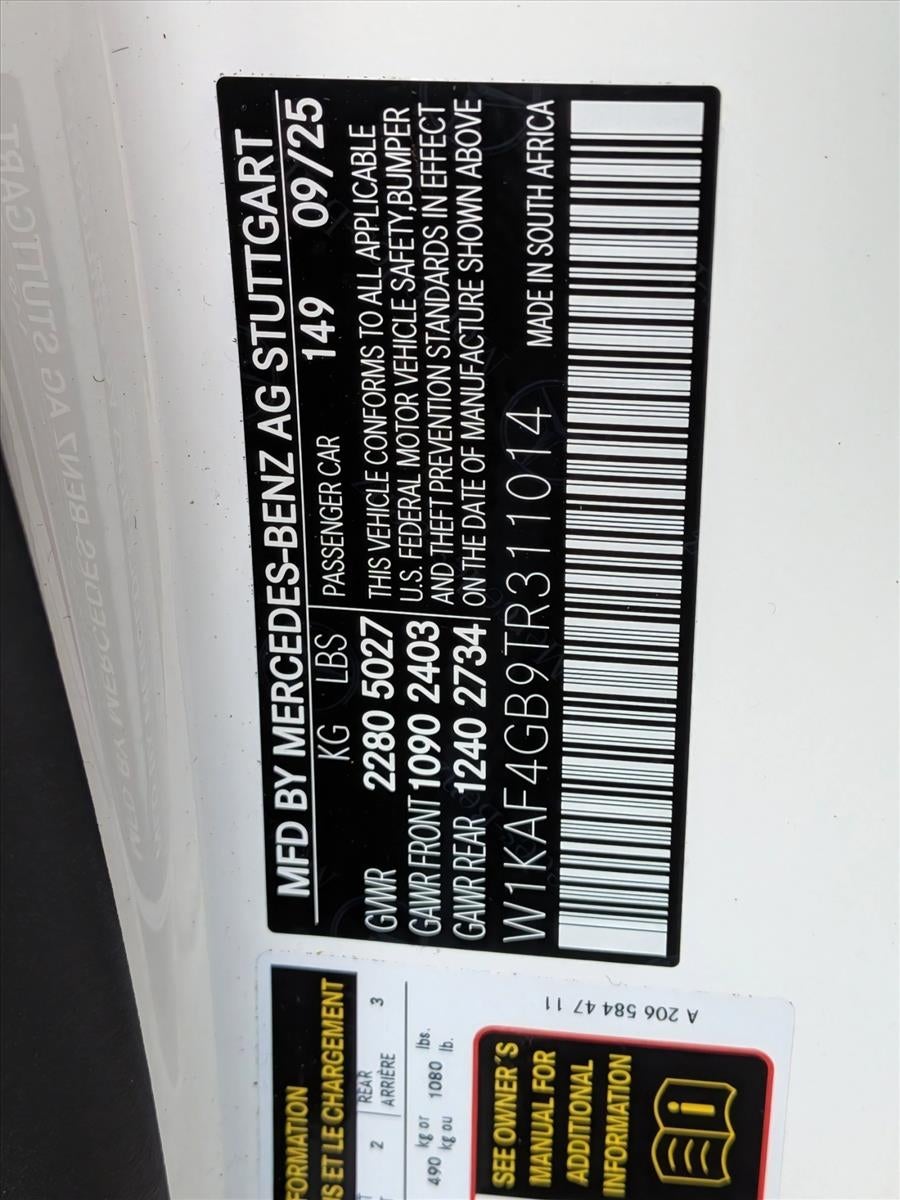 MFD BY MERCEDES-BENZ AG STUTTGART
KG LBS PASSENGER CAR 149 09/25
GVWR 2280 5027 THIS VEHICLE CONFORMS TO ALL APPLICABLE
U.S. FEDERAL MOTOR VEHICLE SAFETY,BUMPER
GAWR FRONT 1090 2403 AND THEFT PREVENTION STANDARDS IN EFFECT
GAWR REAR 1240 2734 ON THE DATE OF MANUFACTURE SHOWN ABOVE
W1KAF4GB9TR311014 MADE IN SOUTH AFRICA
FORMATION
IS ET LE CHARGEMENT
2 REAR 3
ARRIÈRE
490 kg or 1080 lbs.
kg ou lb.
SEE OWNER'S
MANUAL FOR
ADDITIONAL
INFORMATION
A 206 584 47 11